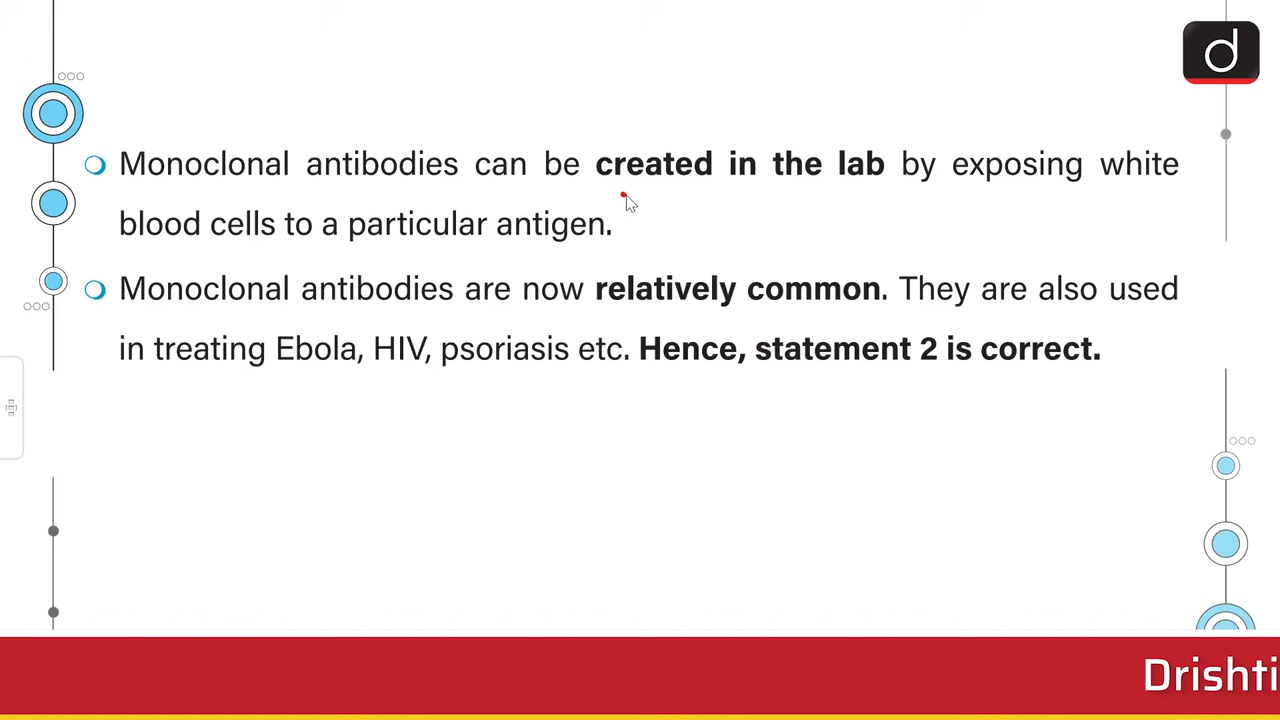 d
Monoclonal antibodies can be created in the lab by exposing white
blood cells to a particular antigen.
Monoclonal antibodies are now relatively common. They are also used
in treating Ebola, HIV, psoriasis etc. Hence, statement 2 is correct.
Drishti